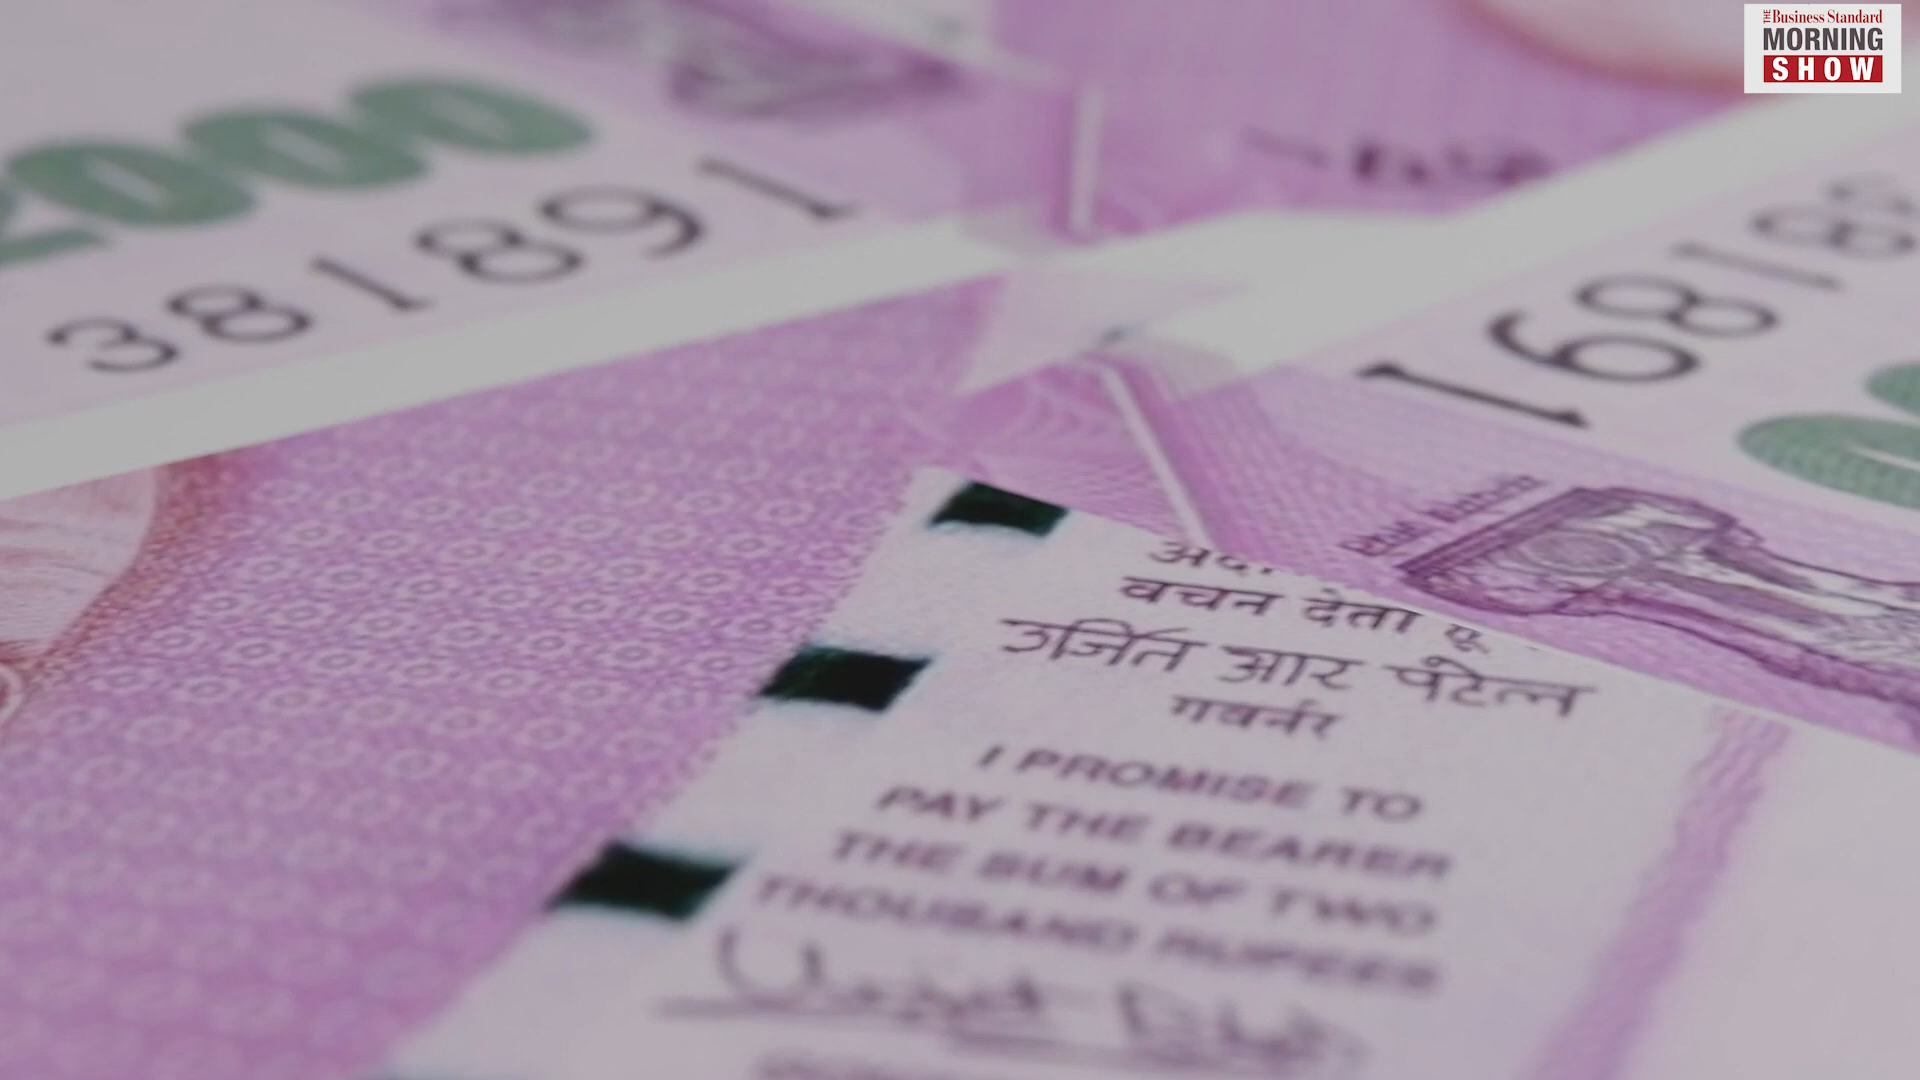 THE Business Standard
MORNING
SHOW
2000
381891
16818
वचन देता हूँ
उर्जित आर पटेल
गवर्नर
I PROMISE TO
PAY THE BEARER
THE SUM OF TWO
THOUSAND RUPEES